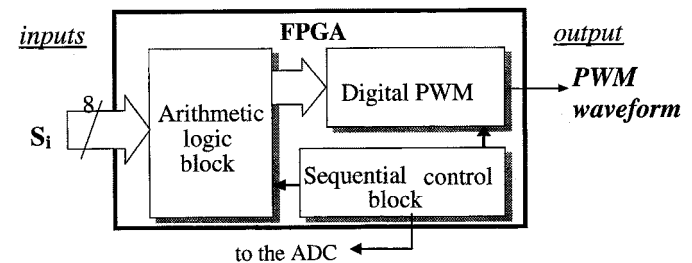 inputs
FPGA
output
8
Si
Arithmetic
logic
block
Digital PWM
PWM
waveform
Sequential control
block
to the ADC